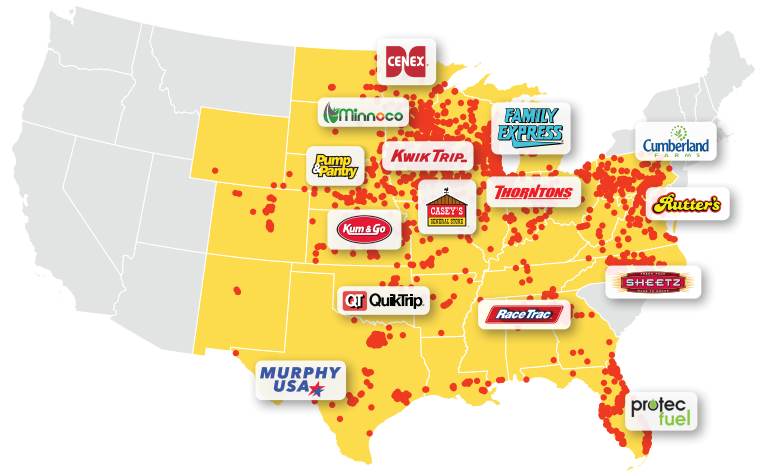 CENEX
Minnoco
FAMILY
EXPRESS
Cumberland
FARMS
Pump
&Pantry
KWIK TRIP
THORNTONS
CASEY'S
GENERAL STORE
Rutter's
Kum & Go
SHEETZ
QT QuikTrip
RaceTrac
MURPHY
USA
protec
fuel